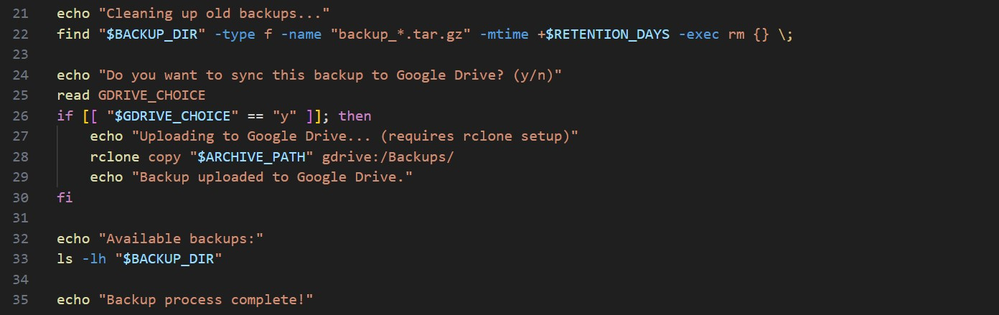 21 echo "Cleaning up old backups..."
22 find "$BACKUP_DIR" -type f -name "backup_*.tar.gz" -mtime +$RETENTION_DAYS -exec rm {} \;
23
24 echo "Do you want to sync this backup to Google Drive? (y/n)"
25 read GDRIVE_CHOICE
26 if [[ "$GDRIVE_CHOICE" == "y" ]]; then
27     echo "Uploading to Google Drive... (requires rclone setup)"
28     rclone copy "$ARCHIVE_PATH" gdrive:/Backups/
29     echo "Backup uploaded to Google Drive."
30 fi
31
32 echo "Available backups:"
33 ls -lh "$BACKUP_DIR"
34
35 echo "Backup process complete!"